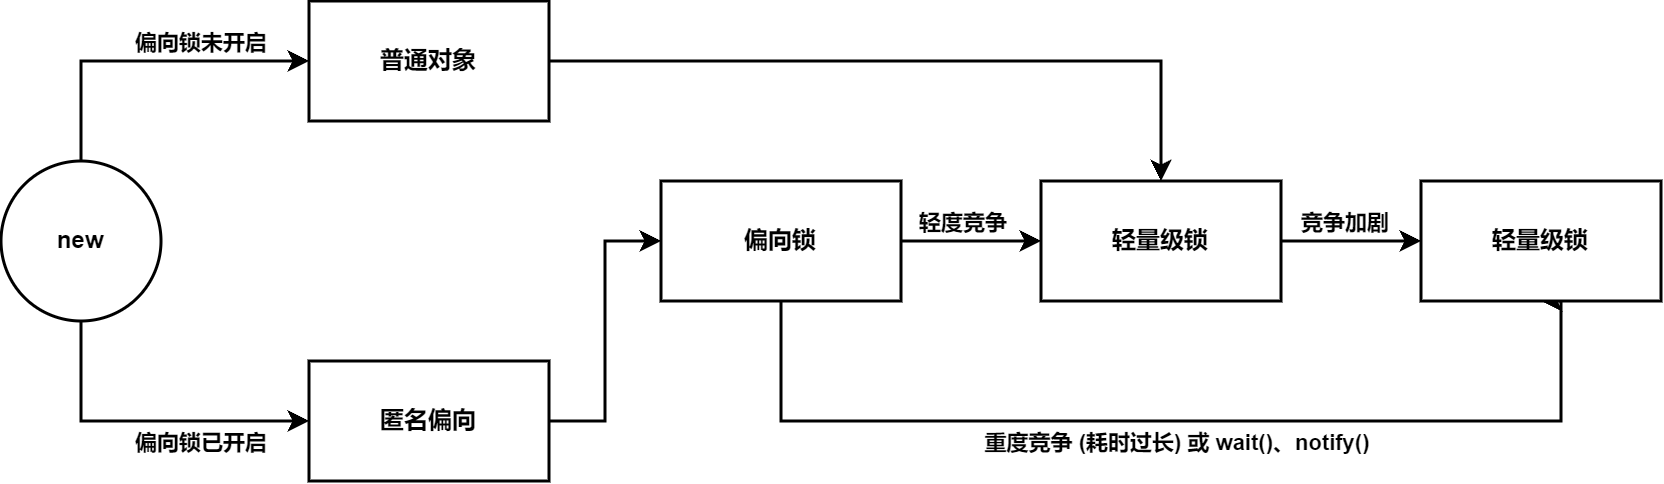 偏向锁未开启
普通对象
new
偏向锁
轻度竞争
轻量级锁
竞争加剧
轻量级锁
匿名偏向
偏向锁已开启
重度竞争 (耗时过长) 或 wait()、notify()